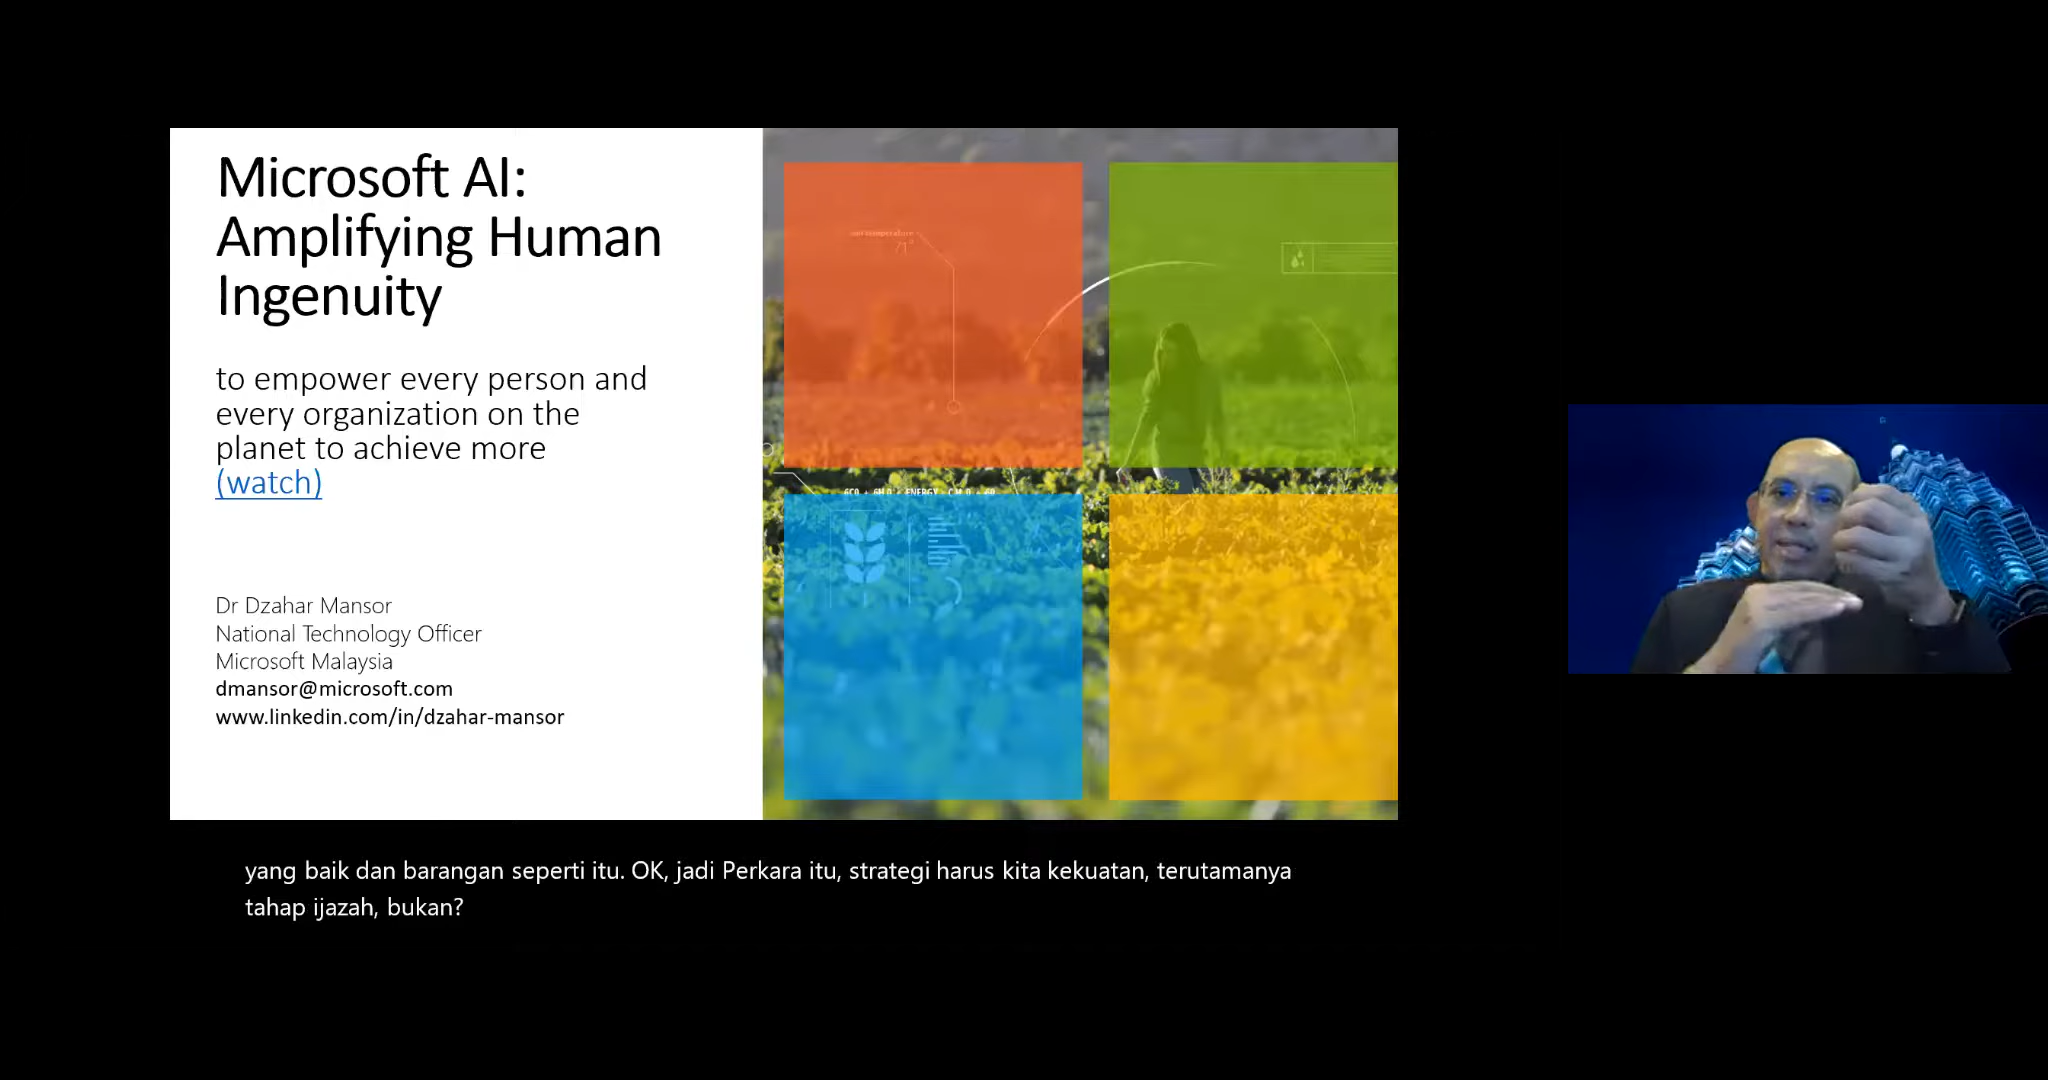 Microsoft AI:
Amplifying Human
Ingenuity
to empower every person and
every organization on the
planet to achieve more
(watch)
Dr Dzahar Mansor
National Technology Officer
Microsoft Malaysia
dmansor@microsoft.com
www.linkedin.com/in/dzahar-mansor
yang baik dan barangan seperti itu. OK, jadi Perkara itu, strategi harus kita kekuatan, terutamanya
tahap ijazah, bukan?